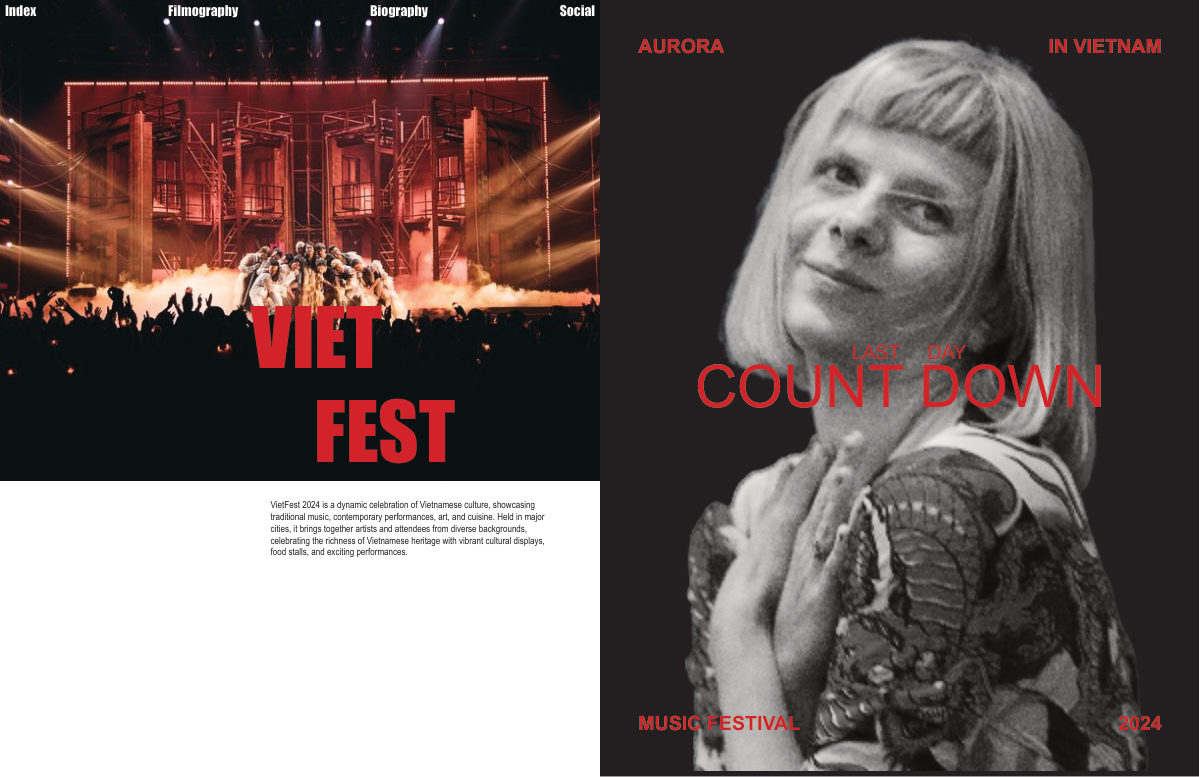 Index Filmography Biography Social
VIET
FEST
VietFest 2024 is a dynamic celebration of Vietnamese culture, showcasing
traditional music, contemporary performances, art, and cuisine. Held in major
cities, it brings together artists and attendees from diverse backgrounds,
celebrating the richness of Vietnamese heritage with vibrant cultural displays,
food stalls, and exciting performances.
AURORA IN VIETNAM
LAST DAY
COUNT DOWN
MUSIC FESTIVAL 2024